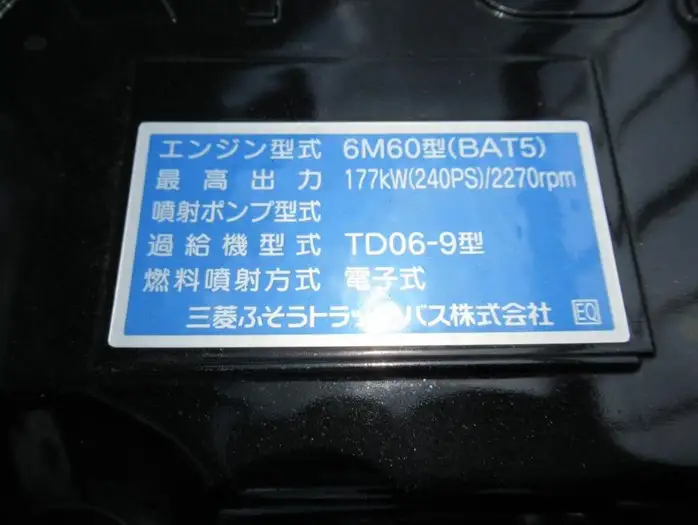 エンジン型式 6M60型(BAT5)
最高出力 177kW(240PS)/2270rpm
噴射ポンプ型式
過給機型式 TD06-9型
燃料噴射方式 電子式
三菱ふそうトラック・バス株式会社 EQ